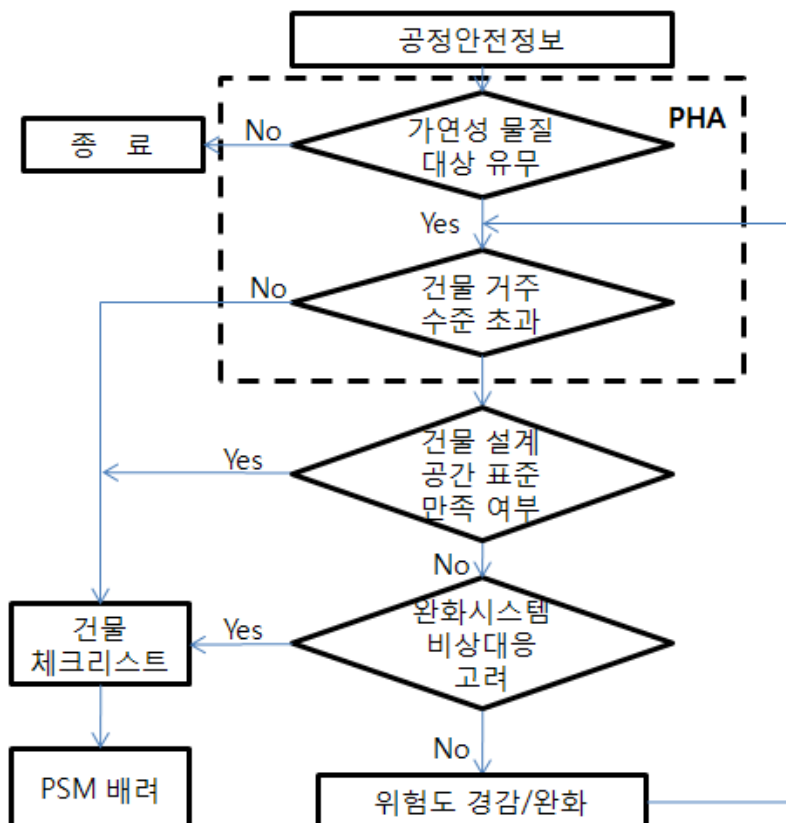 공정안전정보
PHA
가연성 물질
대상 유무
No
종 료
Yes
건물 거주
수준 초과
No
건물 설계
공간 표준
만족 여부
Yes
No
완화시스템
비상대응
고려
Yes
건물
체크리스트
No
PSM 배려
위험도 경감/완화